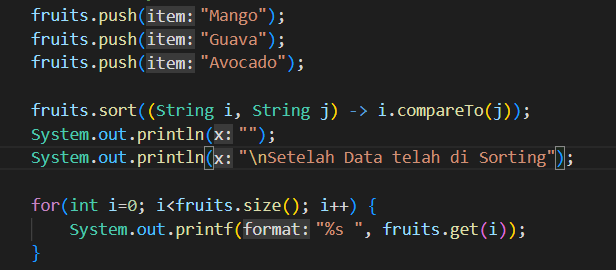 fruits.push(item: "Mango");
fruits.push(item: "Guava");
fruits.push(item: "Avocado");
fruits.sort((String i, String j) -> i.compareTo(j));
System.out.println(x: "");
System.out.println(x: "\nSetelah Data telah di Sorting");
for(int i=0; i<fruits.size(); i++) {
System.out.printf(format: "%s ", fruits.get(i));
}